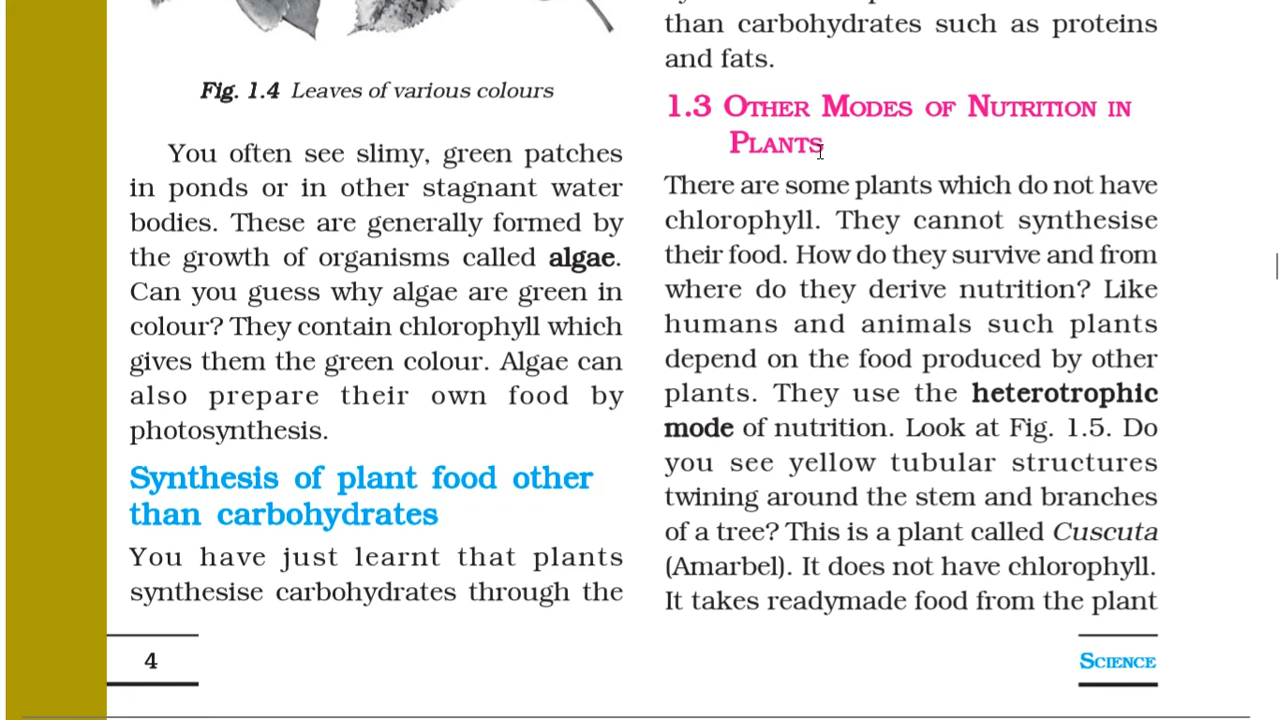 Fig. 1.4 Leaves of various colours
You often see slimy, green patches
in ponds or in other stagnant water
bodies. These are generally formed by
the growth of organisms called algae.
Can you guess why algae are green in
colour? They contain chlorophyll which
gives them the green colour. Algae can
also prepare their own food by
photosynthesis.
Synthesis of plant food other
than carbohydrates
You have just learnt that plants
synthesise carbohydrates through the
than carbohydrates such as proteins
and fats.
1.3 OTHER MODES OF NUTRITION IN
PLANTS
There are some plants which do not have
chlorophyll. They cannot synthesise
their food. How do they survive and from
where do they derive nutrition? Like
humans and animals such plants
depend on the food produced by other
plants. They use the heterotrophic
mode of nutrition. Look at Fig. 1.5. Do
you see yellow tubular structures
twining around the stem and branches
of a tree? This is a plant called Cuscuta
(Amarbel). It does not have chlorophyll.
It takes readymade food from the plant
4
SCIENCE